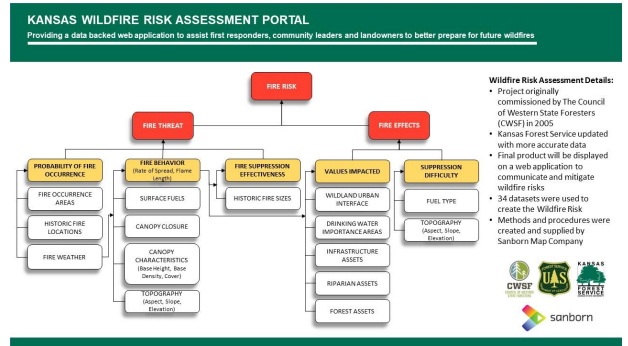 KANSAS WILDFIRE RISK ASSESSMENT PORTAL
Providing a data backed web application to assist first responders, community leaders and landowners to better prepare for future wildfires
FIRE RISK
FIRE THREAT
FIRE EFFECTS
PROBABILITY OF FIRE
OCCURRENCE
FIRE OCCURRENCE
AREAS
HISTORIC FIRE
LOCATIONS
FIRE WEATHER
FIRE BEHAVIOR
(Rate of Spread, Flame
Length)
SURFACE FUELS
CANOPY CLOSURE
CANOPY
CHARACTERISTICS
(Base Height, Base
Density, Cover)
TOPOGRAPHY
(Aspect, Slope,
Elevation)
FIRE SUPPRESSION
EFFECTIVENESS
HISTORIC FIRE SIZES
VALUES IMPACTED
WILDLAND URBAN
INTERFACE
DRINKING WATER
IMPORTANCE AREAS
INFRASTRUCTURE
ASSETS
RIPARIAN ASSETS
FOREST ASSETS
SUPPRESSION
DIFFICULTY
FUEL TYPE
TOPOGRAPHY
(Aspect, Slope,
Elevation)
Wildfire Risk Assessment Details:
• Project originally
commissioned by The Council
of Western State Foresters
(CWSF) in 2005
• Kansas Forest Service updated
with more accurate data
• Final product will be displayed
on a web application to
communicate and mitigate
wildfire risks
• 34 datasets were used to
create the Wildfire Risk
• Methods and procedures were
created and supplied by
Sanborn Map Company
CWSF
FOREST SERVICE
US
KANSAS
FOREST
SERVICE
sanborn